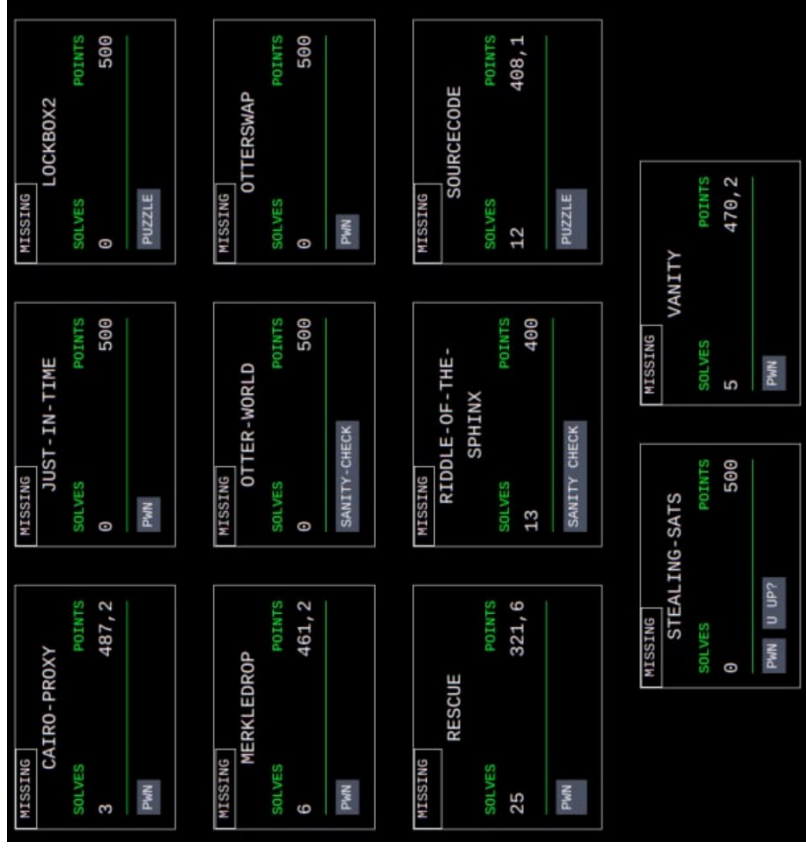 MISSING
CAIRO-PROXY
SOLVES POINTS
3 487,2
PWN
MISSING
JUST-IN-TIME
SOLVES POINTS
0 500
PWN
MISSING
LOCKBOX2
SOLVES POINTS
0 500
PUZZLE
MISSING
MERKLEDROP
SOLVES POINTS
6 461,2
PWN
MISSING
OTTER-WORLD
SOLVES POINTS
0 500
SANITY-CHECK
MISSING
OTTERSWAP
SOLVES POINTS
0 500
PWN
MISSING
RESCUE
SOLVES POINTS
25 321,6
PWN
MISSING
RIDDLE-OF-THE-
SPHINX
SOLVES POINTS
13 400
SANITY CHECK
MISSING
SOURCECODE
SOLVES POINTS
12 408,1
PUZZLE
MISSING
STEALING-SATS
SOLVES POINTS
0 500
PWN U UP?
MISSING
VANITY
SOLVES POINTS
5 470,2
PWN